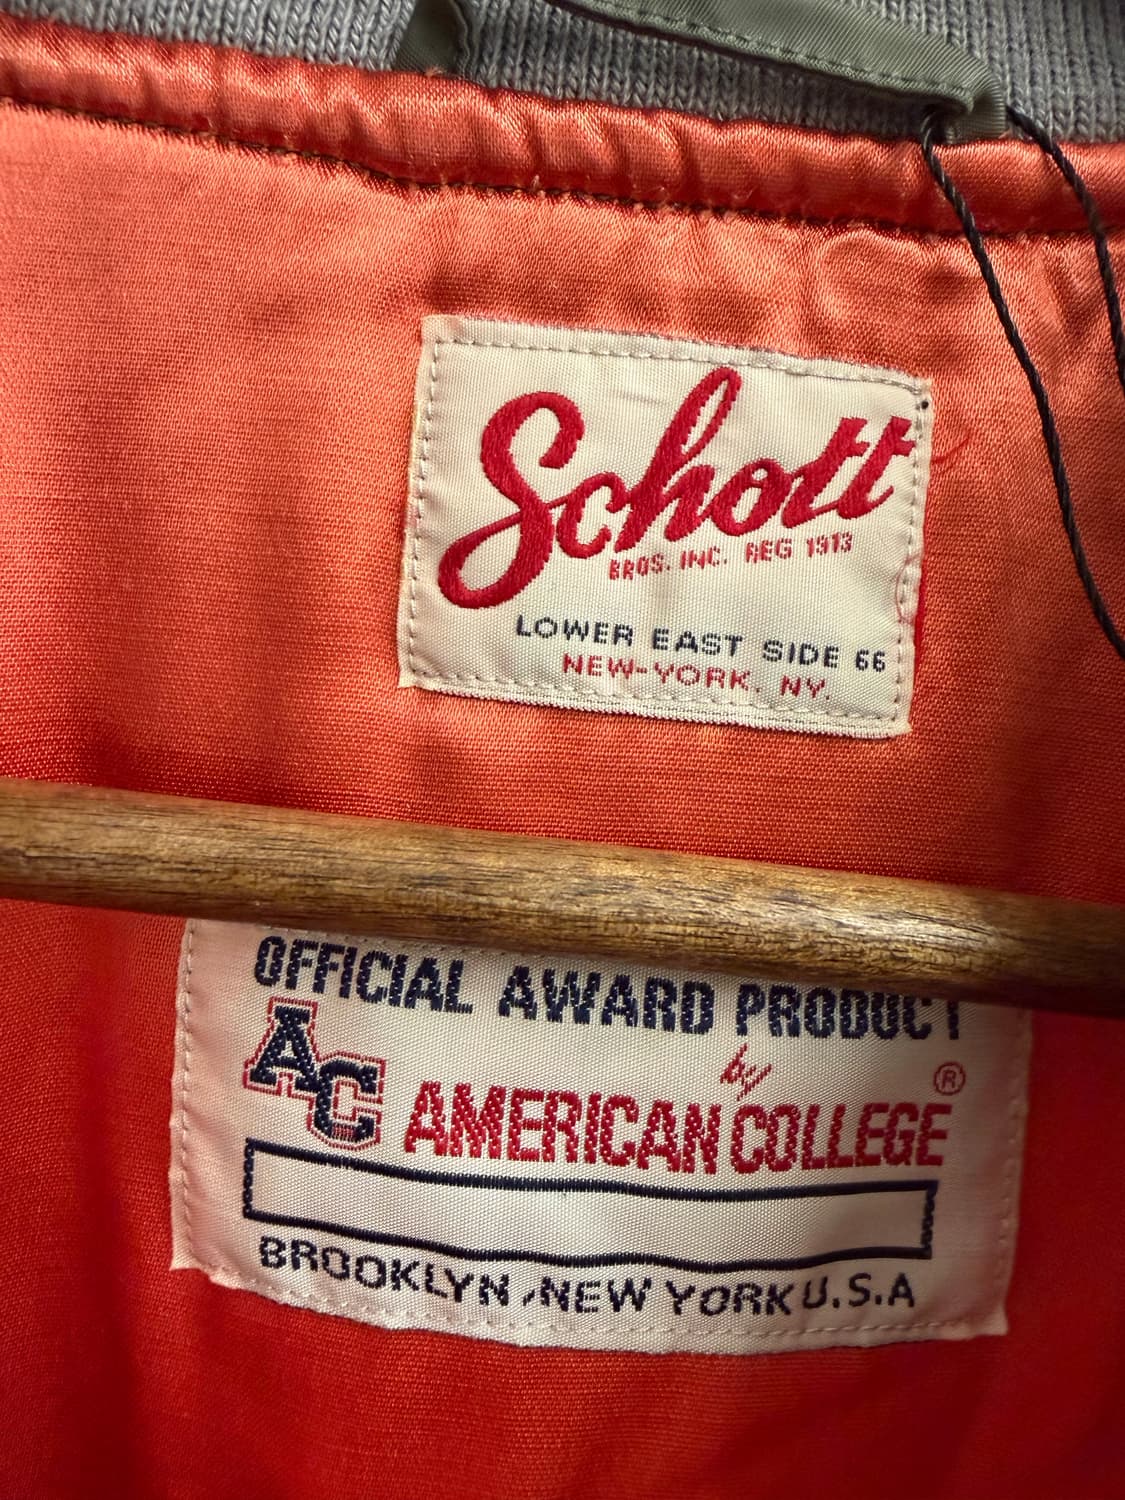 Schott
BROS. INC. REG 1913
LOWER EAST SIDE 66
NEW-YORK, NY.
OFFICIAL AWARD PRODUCT
by
AC
AMERICAN COLLEGE ®
BROOKLYN, NEW YORK U.S.A